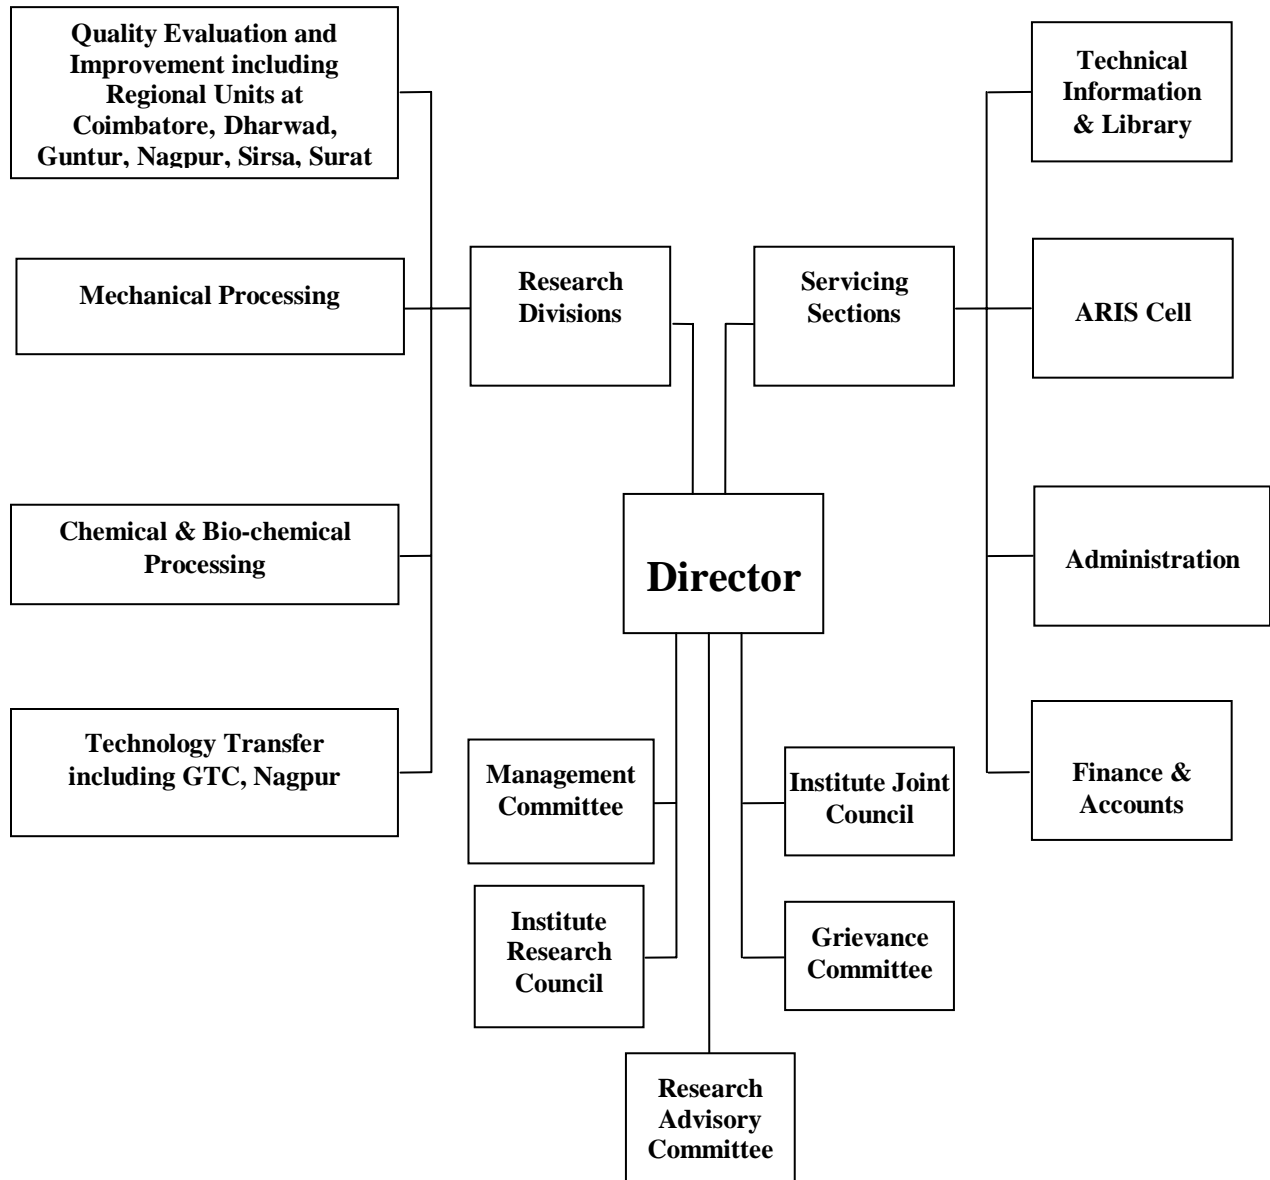 Quality Evaluation and
Improvement including
Regional Units at
Coimbatore, Dharwad,
Guntur, Nagpur, Sirsa, Surat
Technical
Information
& Library
Mechanical Processing
Research
Divisions
Servicing
Sections
ARIS Cell
Chemical & Bio-chemical
Processing
Director
Administration
Technology Transfer
including GTC, Nagpur
Management
Committee
Institute Joint
Council
Finance &
Accounts
Institute
Research
Council
Grievance
Committee
Research
Advisory
Committee